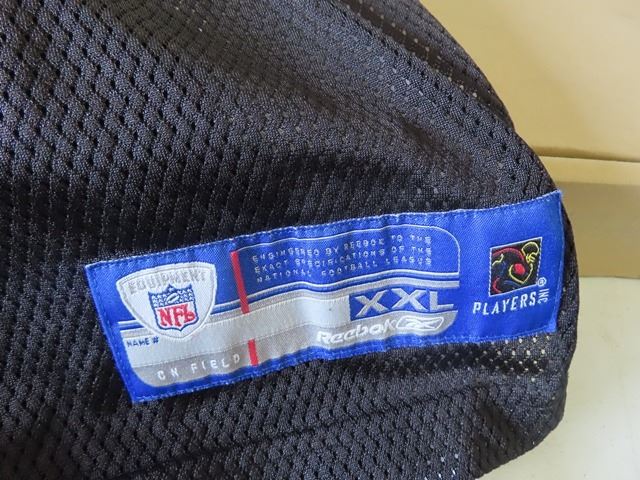 EQUIPMENT
NFL
NAME #
ON FIELD
ENGINEERED BY REEBOK TO THE
EXACT SPECIFICATIONS OF THE
NATIONAL FOOTBALL LEAGUE
XXL
Reebok
PLAYERS INC ®